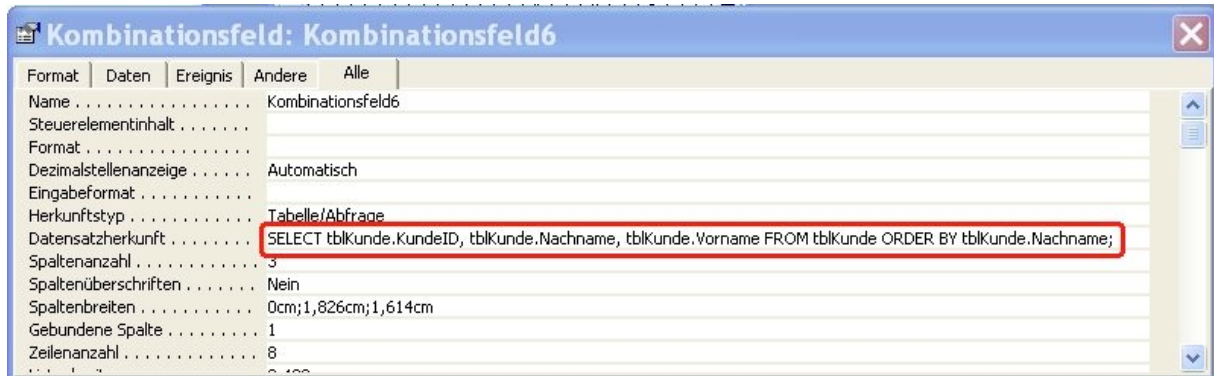 Kombinationsfeld: Kombinationsfeld6
Format Daten Ereignis Andere Alle
Name . . . . . . . . . . . . . . . . . Kombinationsfeld6
Steuerelementinhalt . . . . . . .
Format . . . . . . . . . . . . . . . .
Dezimalstellenanzeige . . . . . . Automatisch
Eingabeformat . . . . . . . . . . .
Herkunftstyp . . . . . . . . . . . . Tabelle/Abfrage
Datensatzherkunft . . . . . . . . SELECT tblKunde.KundeID, tblKunde.Nachname, tblKunde.Vorname FROM tblKunde ORDER BY tblKunde.Nachname;
Spaltenanzahl . . . . . . . . . . . . 3
Spaltenüberschriften . . . . . . . Nein
Spaltenbreiten . . . . . . . . . . . 0cm;1,826cm;1,614cm
Gebundene Spalte . . . . . . . . . 1
Zeilenanzahl . . . . . . . . . . . . . 8